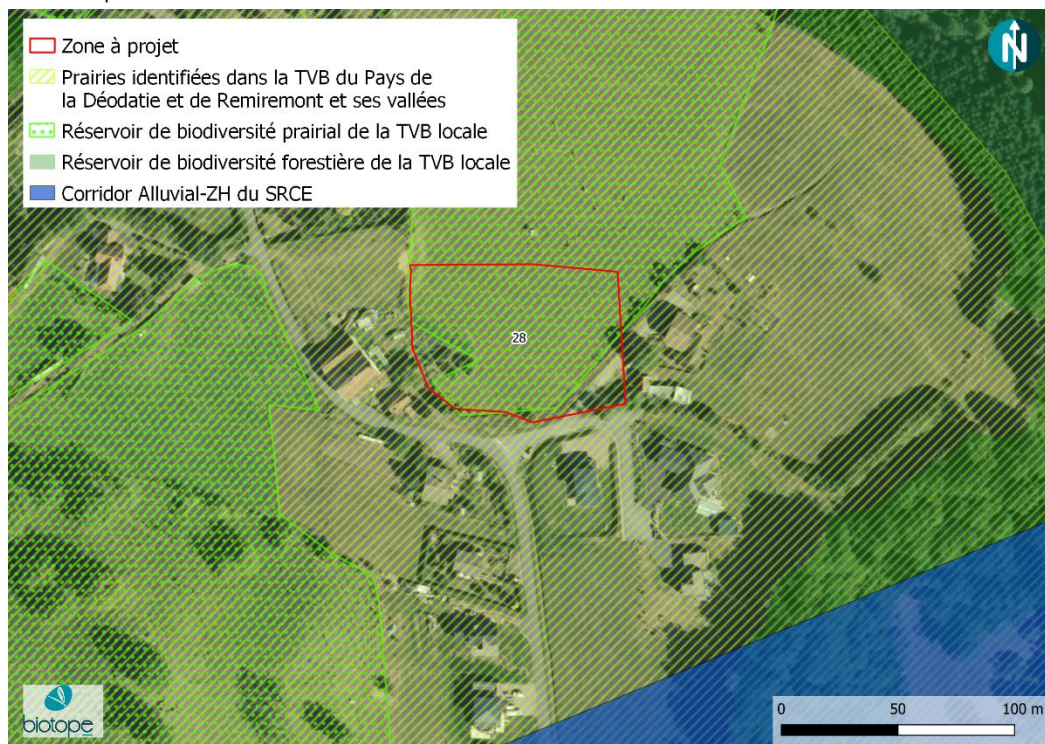 Zone à projet
Prairies identifiées dans la TVB du Pays de
la Déodatie et de Remiremont et ses vallées
Réservoir de biodiversité prairial de la TVB locale
Réservoir de biodiversité forestière de la TVB locale
Corridor Alluvial-ZH du SRCE
N
28
biotope
0 50 100 m